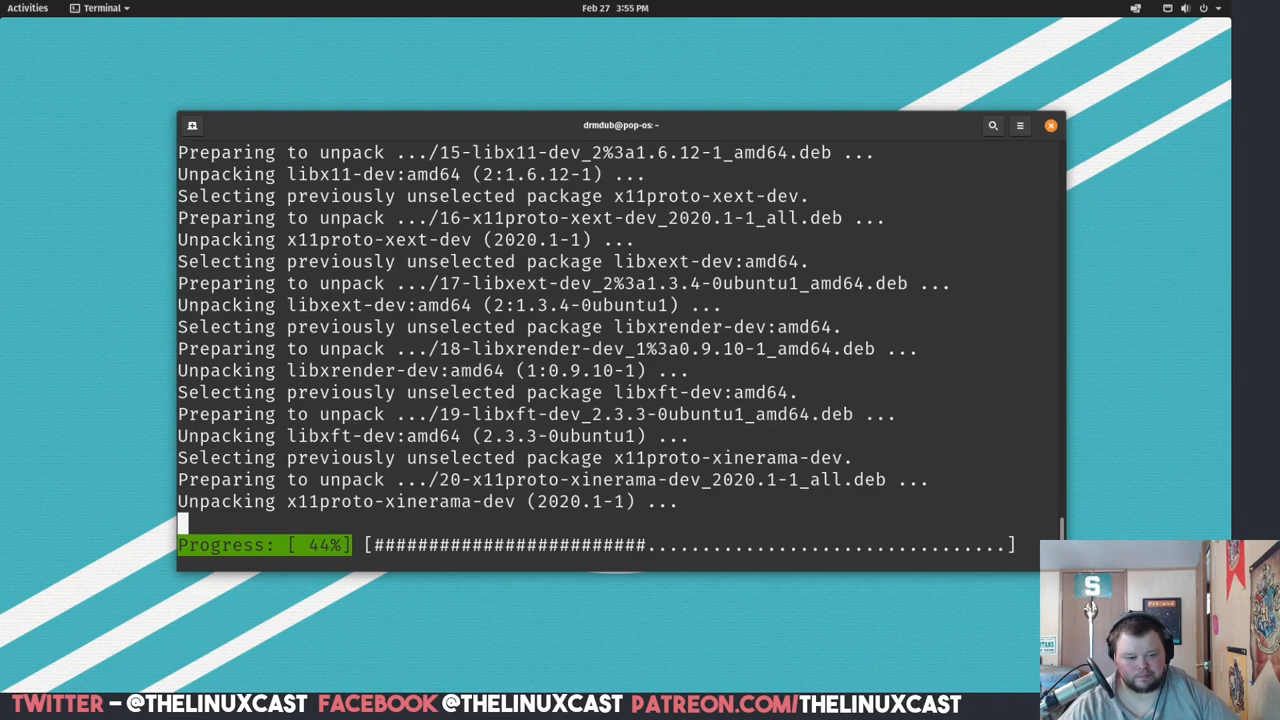 Activities
Terminal
Feb 27 3:55 PM
drmdub@pop-os: ~
Preparing to unpack .../15-libx11-dev_2%3a1.6.12-1_amd64.deb ...
Unpacking libx11-dev:amd64 (2:1.6.12-1) ...
Selecting previously unselected package x11proto-xext-dev.
Preparing to unpack .../16-x11proto-xext-dev_2020.1-1_all.deb ...
Unpacking x11proto-xext-dev (2020.1-1) ...
Selecting previously unselected package libxext-dev:amd64.
Preparing to unpack .../17-libxext-dev_2%3a1.3.4-0ubuntu1_amd64.deb ...
Unpacking libxext-dev:amd64 (2:1.3.4-0ubuntu1) ...
Selecting previously unselected package libxrender-dev:amd64.
Preparing to unpack .../18-libxrender-dev_1%3a0.9.10-1_amd64.deb ...
Unpacking libxrender-dev:amd64 (1:0.9.10-1) ...
Selecting previously unselected package libxft-dev:amd64.
Preparing to unpack .../19-libxft-dev_2.3.3-0ubuntu1_amd64.deb ...
Unpacking libxft-dev:amd64 (2.3.3-0ubuntu1) ...
Selecting previously unselected package x11proto-xinerama-dev.
Preparing to unpack .../20-x11proto-xinerama-dev_2020.1-1_all.deb ...
Unpacking x11proto-xinerama-dev (2020.1-1) ...
Progress: [ 44%] [#########################.................................]
S
TWITTER – @THELINUXCAST FACEBOOK @THELINUXCAST PATREON.COM/THELINUXCAST